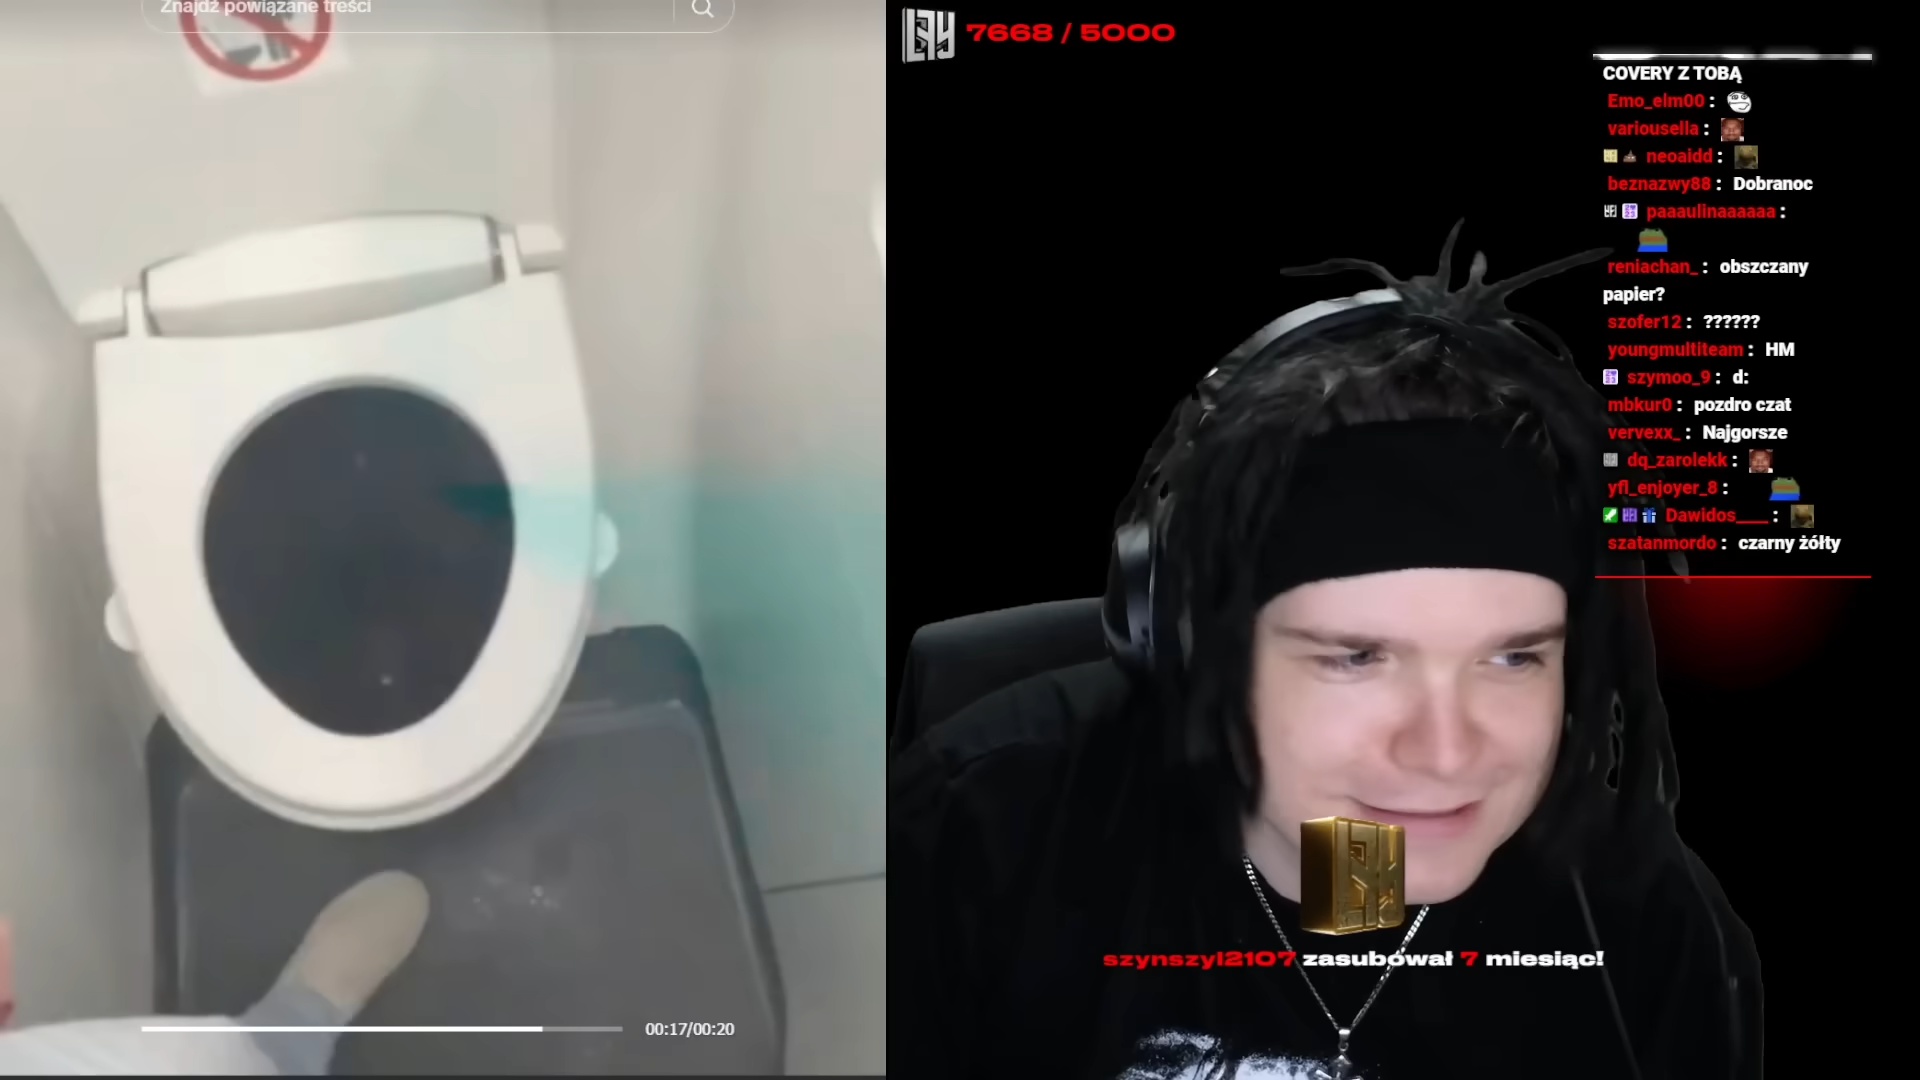 Znajdź powiązane treści
7668 / 5000
COVERY Z TOBĄ
Emo_elm00 :
variousella :
neoaidd :
beznazwy88 : Dobranoc
paaaulinaaaaaa :
reniachan_ : obszczany
papier?
szofer12 : ??????
youngmultiteam : HM
szymoo_9 : d:
mbkur0 : pozdro czat
vervexx_ : Najgorsze
dq_zarolekk :
yfl_enjoyer_8 :
Dawidos___ :
szatanmordo : czarny żółty
szynszyl2107 zasubował 7 miesiąc!
00:17/00:20